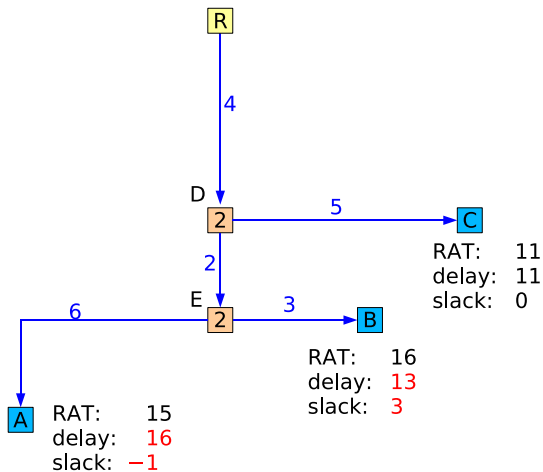 R
4
D
2
5
C
RAT: 11
delay: 11
slack: 0
2
E
2
6
3
B
RAT: 16
delay: 13
slack: 3
A
RAT: 15
delay: 16
slack: −1